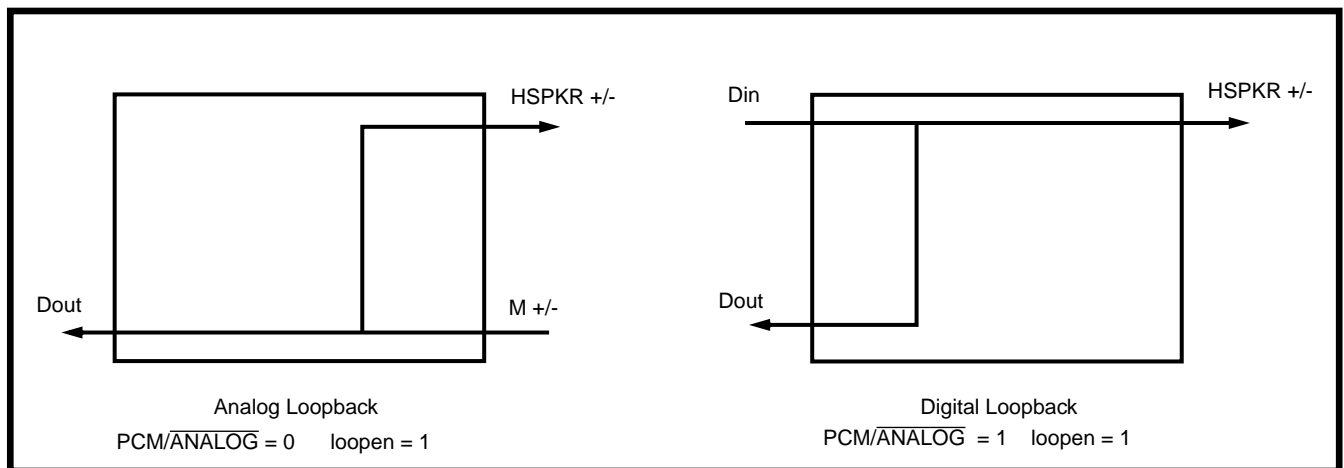 HSPKR +/-
Dout
M +/-
Analog Loopback
PCM/ANALOG = 0 loopen = 1
Din
HSPKR +/-
Dout
Digital Loopback
PCM/ANALOG = 1 loopen = 1